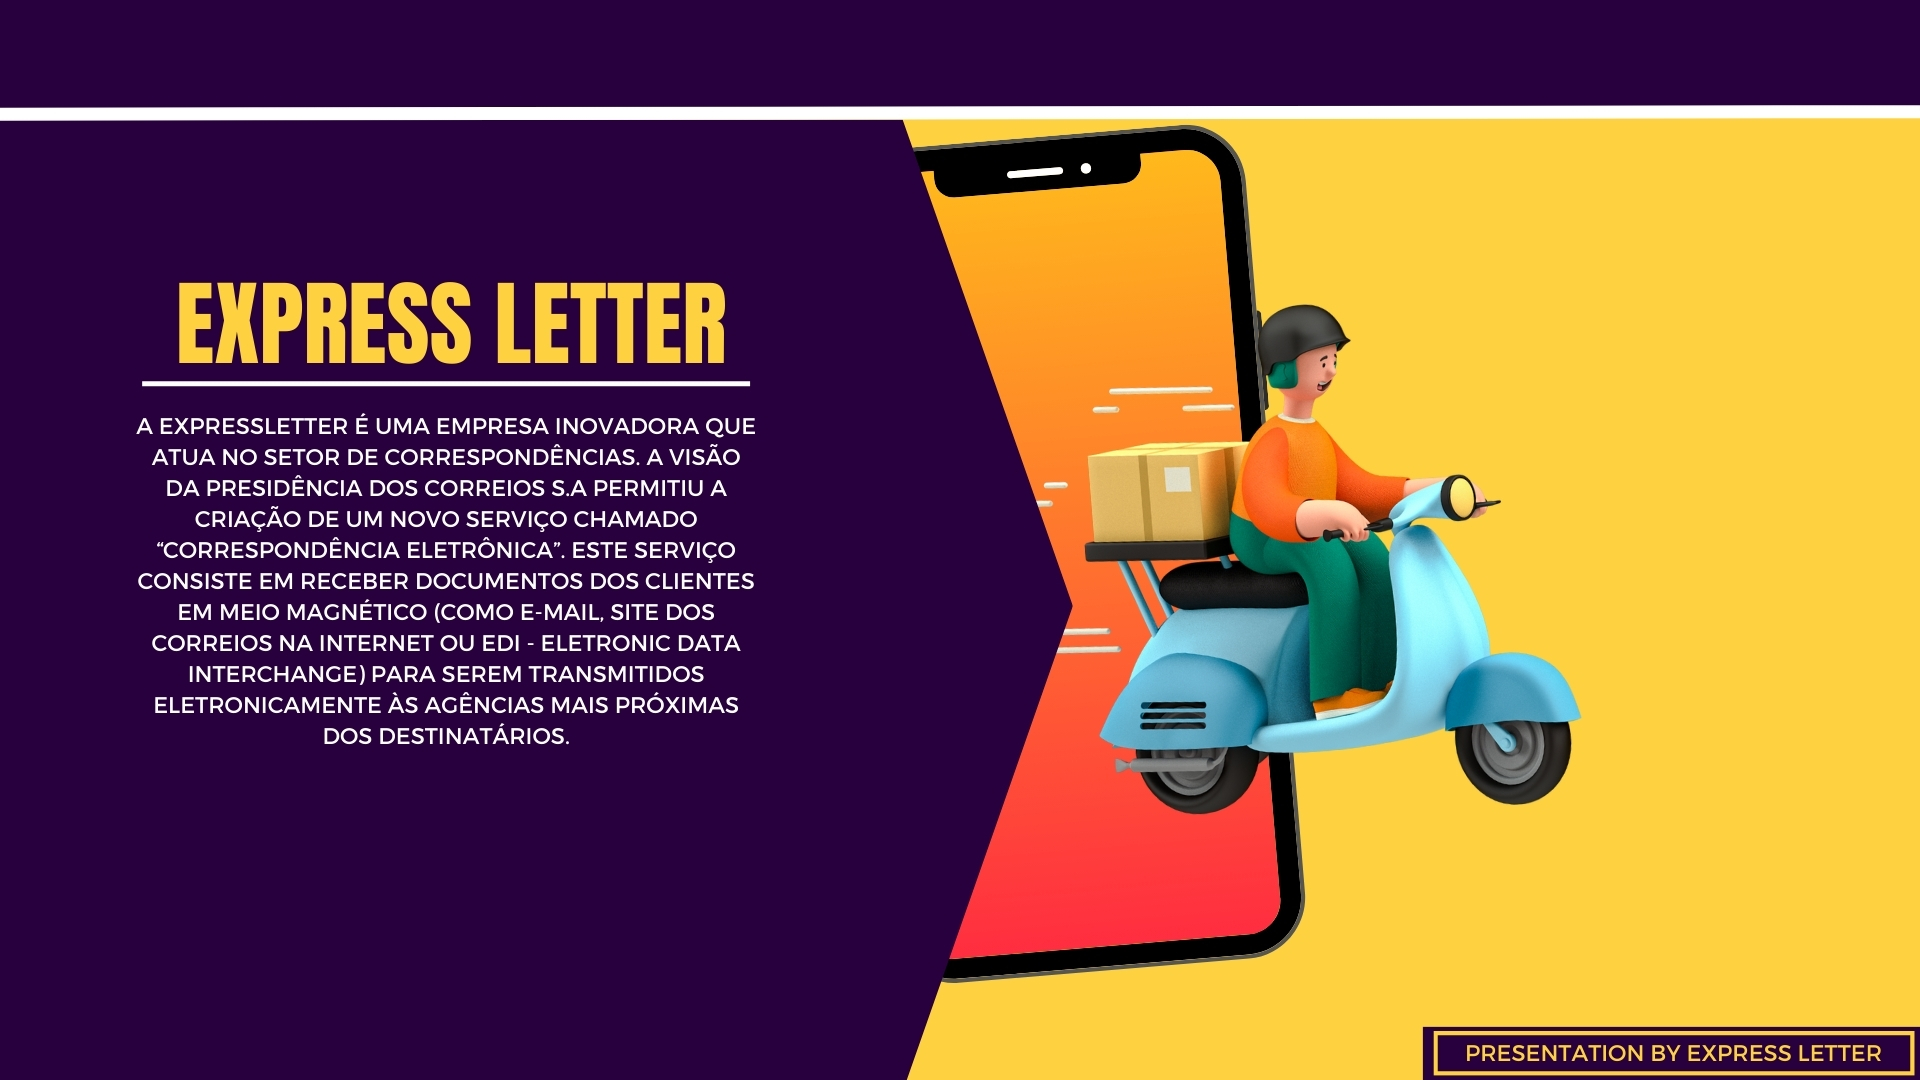 EXPRESS LETTER
A EXPRESSLETTER É UMA EMPRESA INOVADORA QUE
ATUA NO SETOR DE CORRESPONDÊNCIAS. A VISÃO
DA PRESIDÊNCIA DOS CORREIOS S.A PERMITIU A
CRIAÇÃO DE UM NOVO SERVIÇO CHAMADO
“CORRESPONDÊNCIA ELETRÔNICA”. ESTE SERVIÇO
CONSISTE EM RECEBER DOCUMENTOS DOS CLIENTES
EM MEIO MAGNÉTICO (COMO E-MAIL, SITE DOS
CORREIOS NA INTERNET OU EDI - ELETRONIC DATA
INTERCHANGE) PARA SEREM TRANSMITIDOS
ELETRONICAMENTE ÀS AGÊNCIAS MAIS PRÓXIMAS
DOS DESTINATÁRIOS.
PRESENTATION BY EXPRESS LETTER